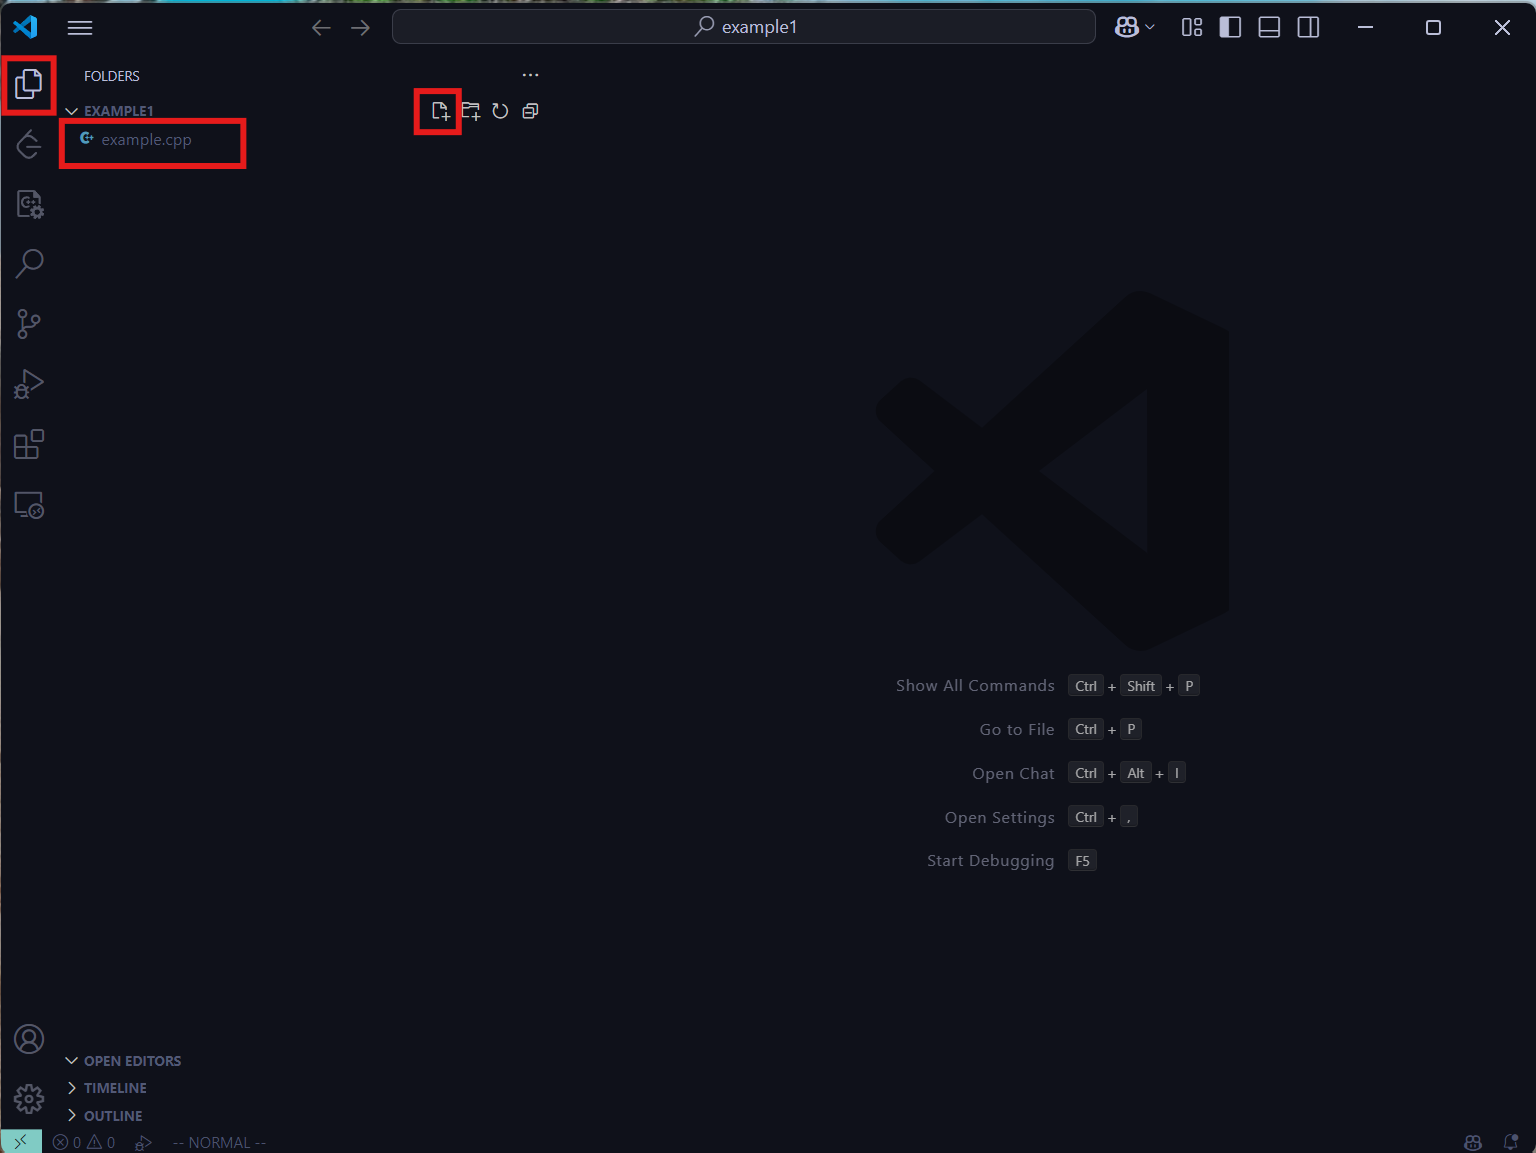 example1
FOLDERS
EXAMPLE1
example.cpp
Show All Commands Ctrl + Shift + P
Go to File Ctrl + P
Open Chat Ctrl + Alt + I
Open Settings Ctrl + ,
Start Debugging F5
OPEN EDITORS
TIMELINE
OUTLINE
0 0 -- NORMAL --